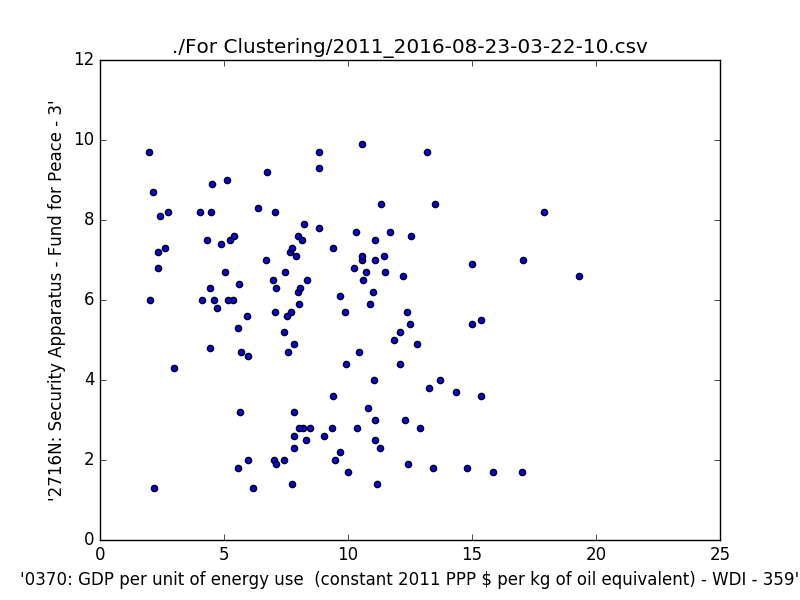 ./For Clustering/2011_2016-08-23-03-22-10.csv
'2716N: Security Apparatus - Fund for Peace - 3'
12
10
8
6
4
2
0
0 5 10 15 20 25
'0370: GDP per unit of energy use  (constant 2011 PPP $ per kg of oil equivalent) - WDI - 359'